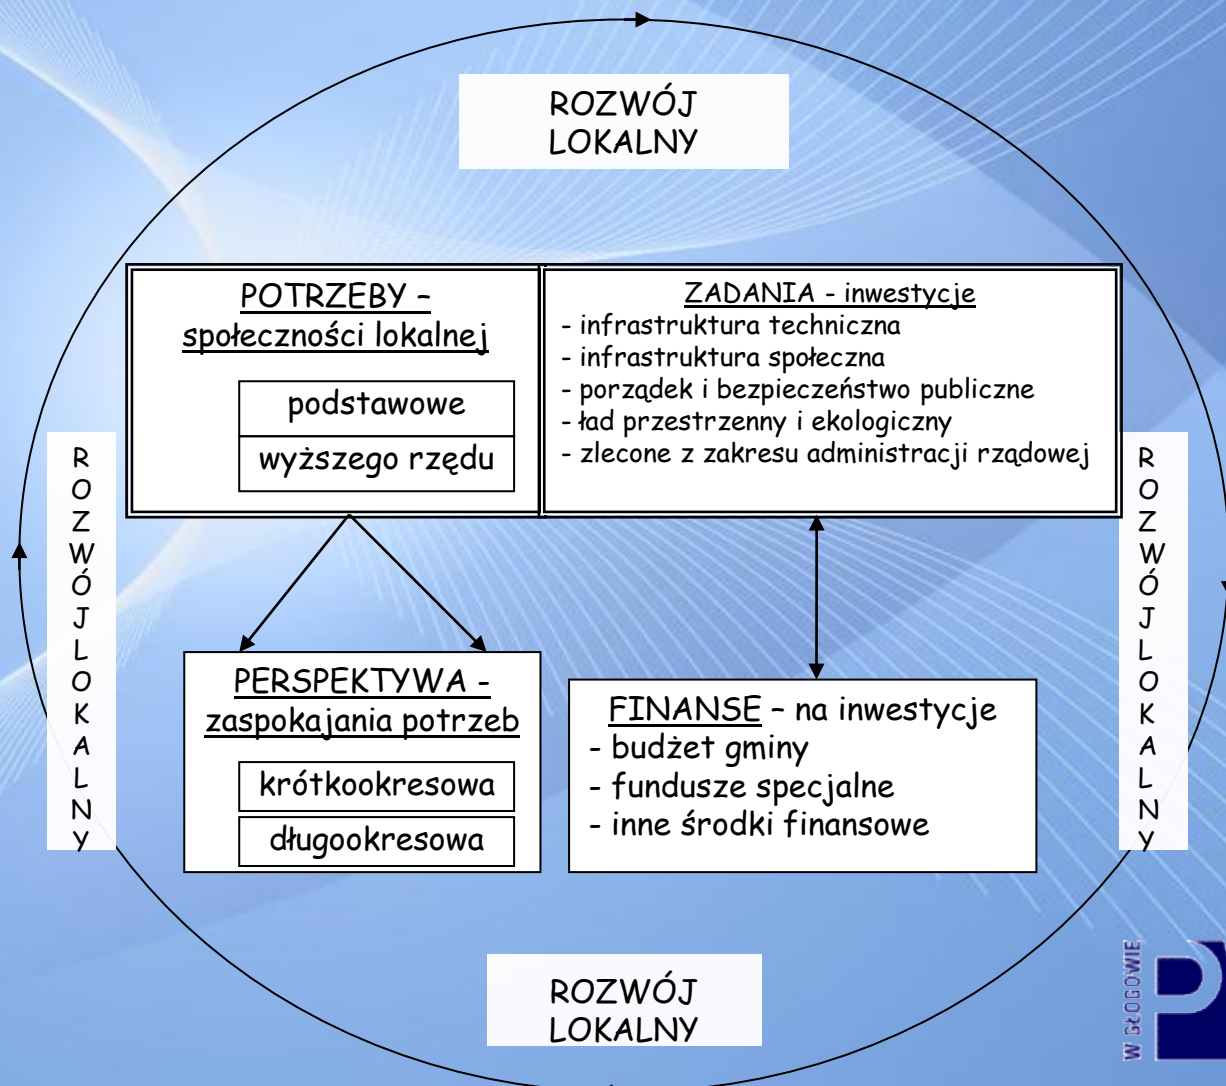 ROZWÓJ
LOKALNY
POTRZEBY –
społeczności lokalnej
podstawowe
wyższego rzędu
ZADANIA - inwestycje
- infrastruktura techniczna
- infrastruktura społeczna
- porządek i bezpieczeństwo publiczne
- ład przestrzenny i ekologiczny
- zlecone z zakresu administracji rządowej
R
O
Z
W
Ó
J
L
O
K
A
L
N
Y
R
O
Z
W
Ó
J
L
O
K
A
L
N
Y
PERSPEKTYWA -
zaspokajania potrzeb
krótkookresowa
długookresowa
FINANSE – na inwestycje
- budżet gminy
- fundusze specjalne
- inne środki finansowe
ROZWÓJ
LOKALNY
W GŁOGOWIE
P